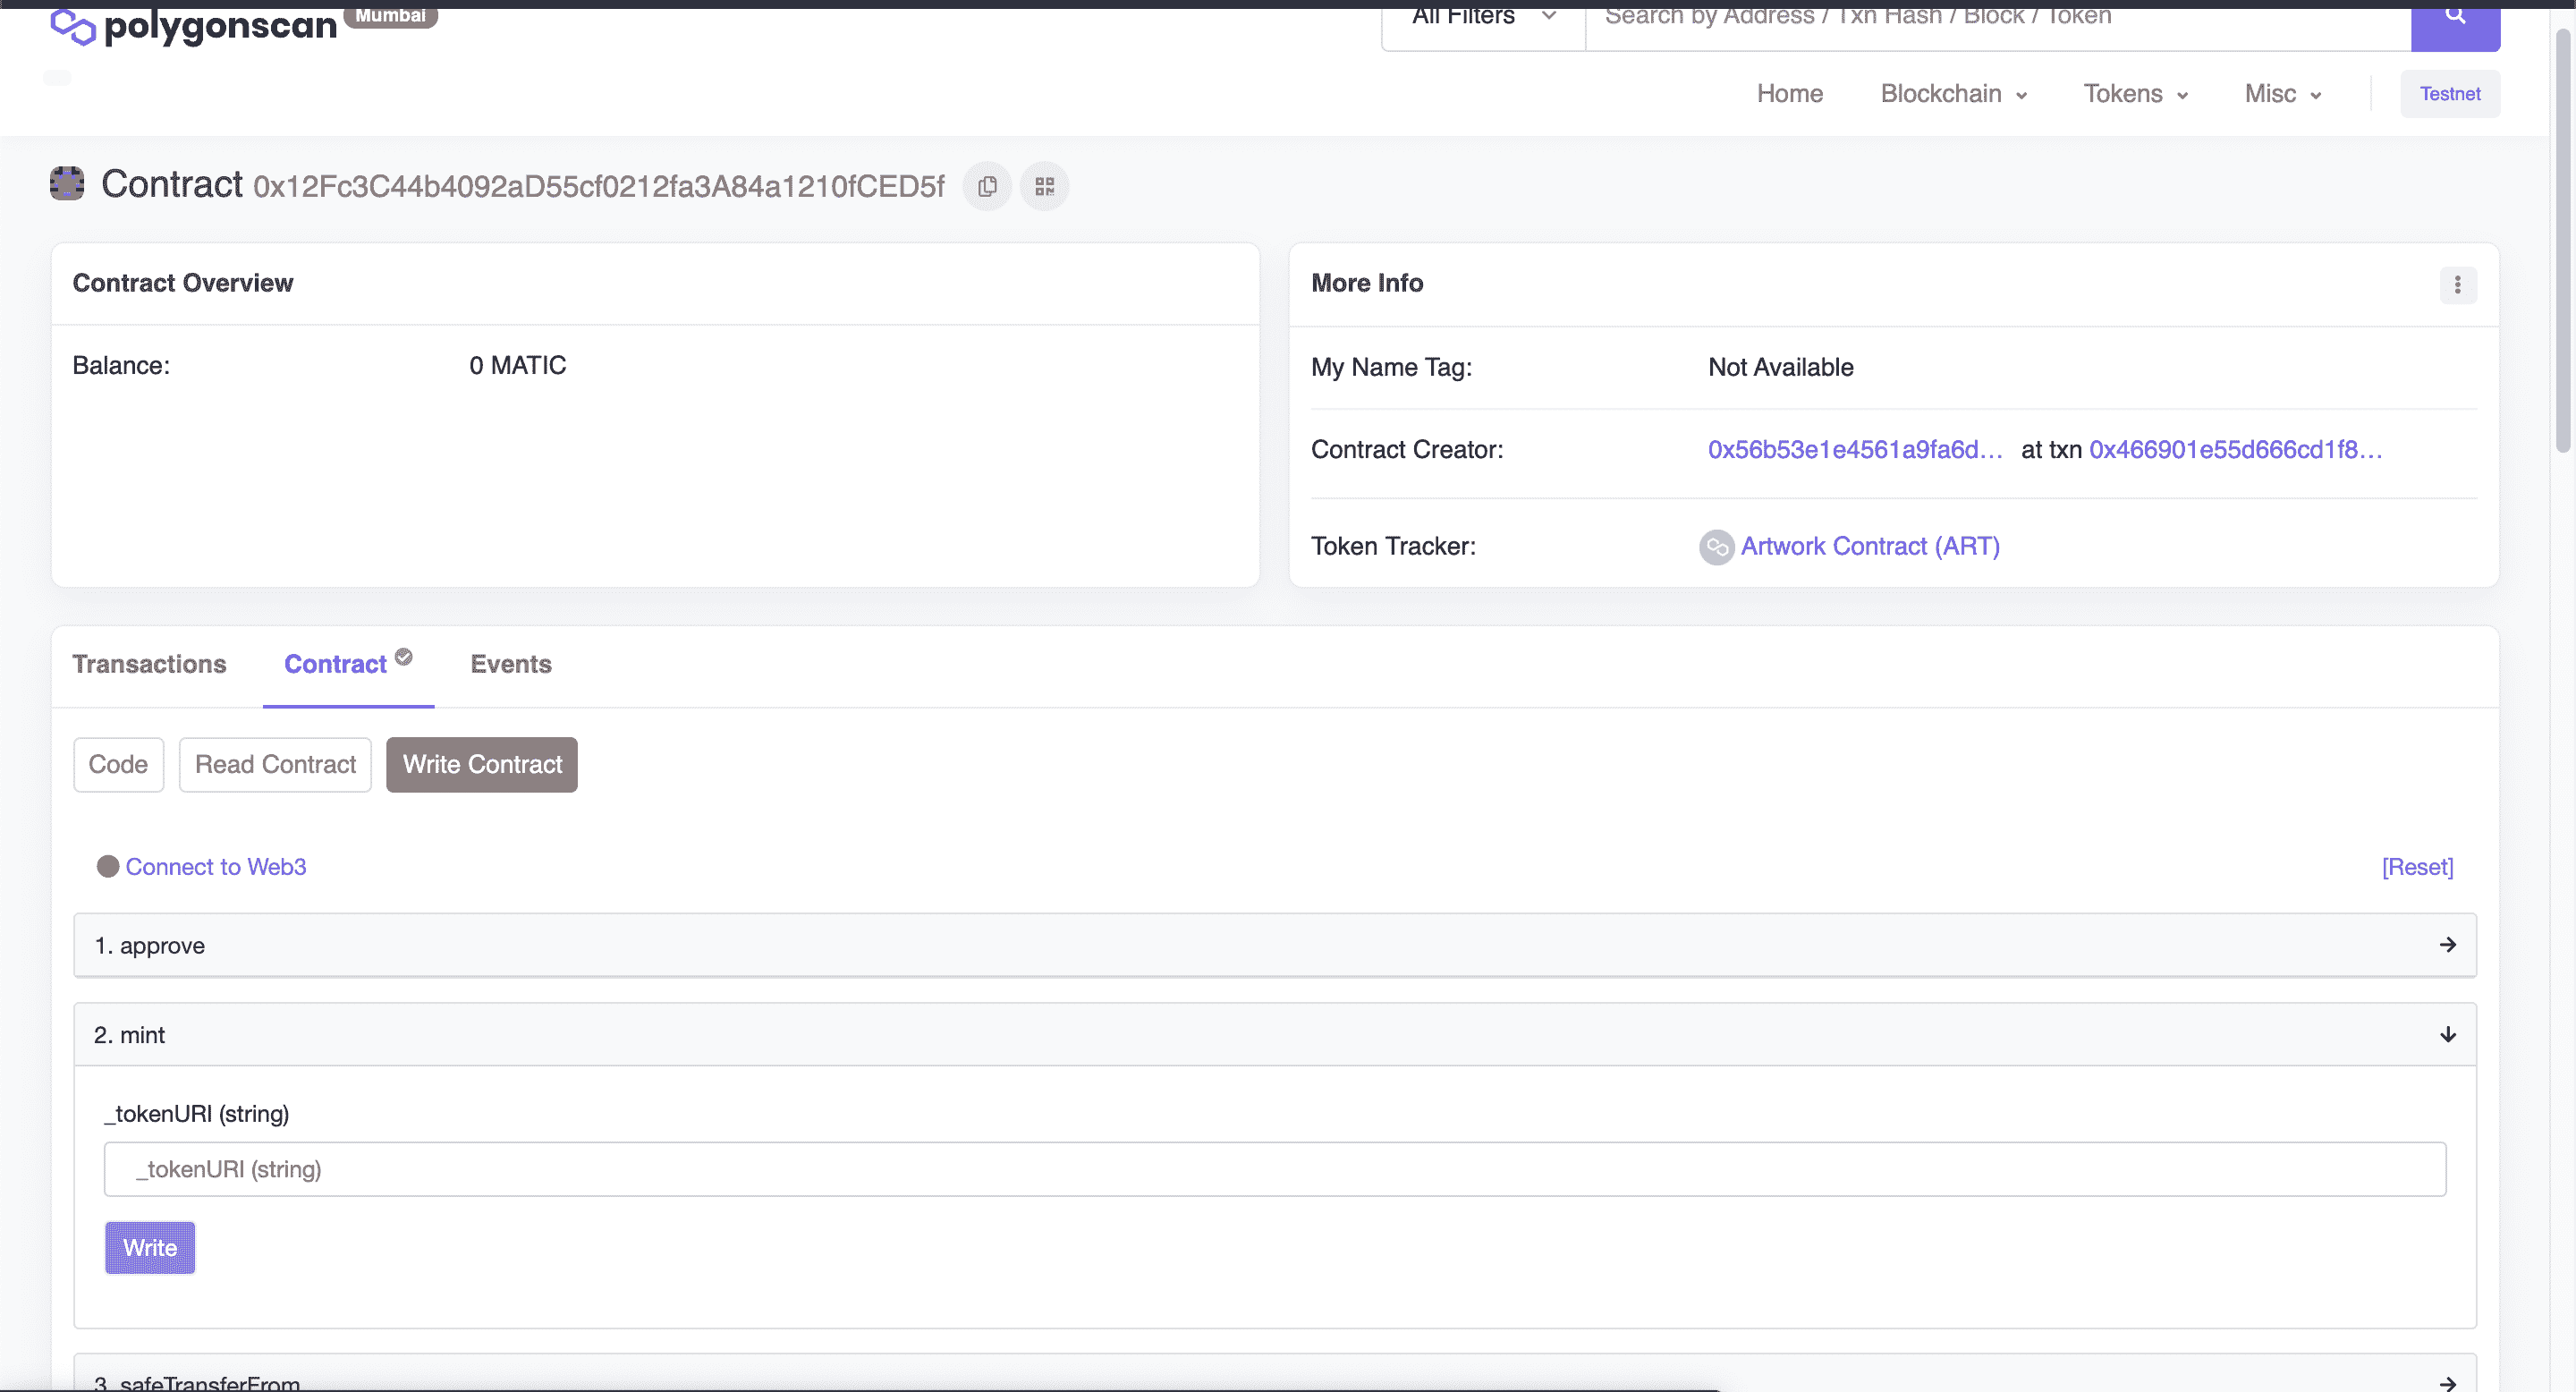 polygonscan Mumbai
All Filters Search by Address / Txn Hash / Block / Token
Home Blockchain Tokens Misc Testnet
Contract 0x12Fc3C44b4092aD55cf0212fa3A84a1210fCED5f
Contract Overview
Balance: 0 MATIC
More Info
My Name Tag: Not Available
Contract Creator: 0x56b53e1e4561a9fa6d... at txn 0x466901e55d666cd1f8...
Token Tracker: Artwork Contract (ART)
Transactions Contract Events
Code Read Contract Write Contract
Connect to Web3 [Reset]
1. approve
2. mint
_tokenURI (string)
_tokenURI (string)
Write
3. safeTransferFrom